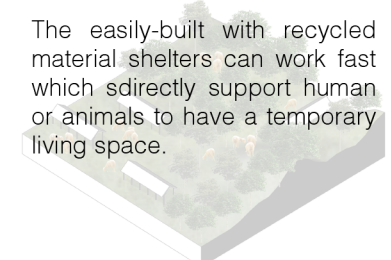 The easily-built with recycled
material shelters can work fast
which sdirectly support human
or animals to have a temporary
living space.